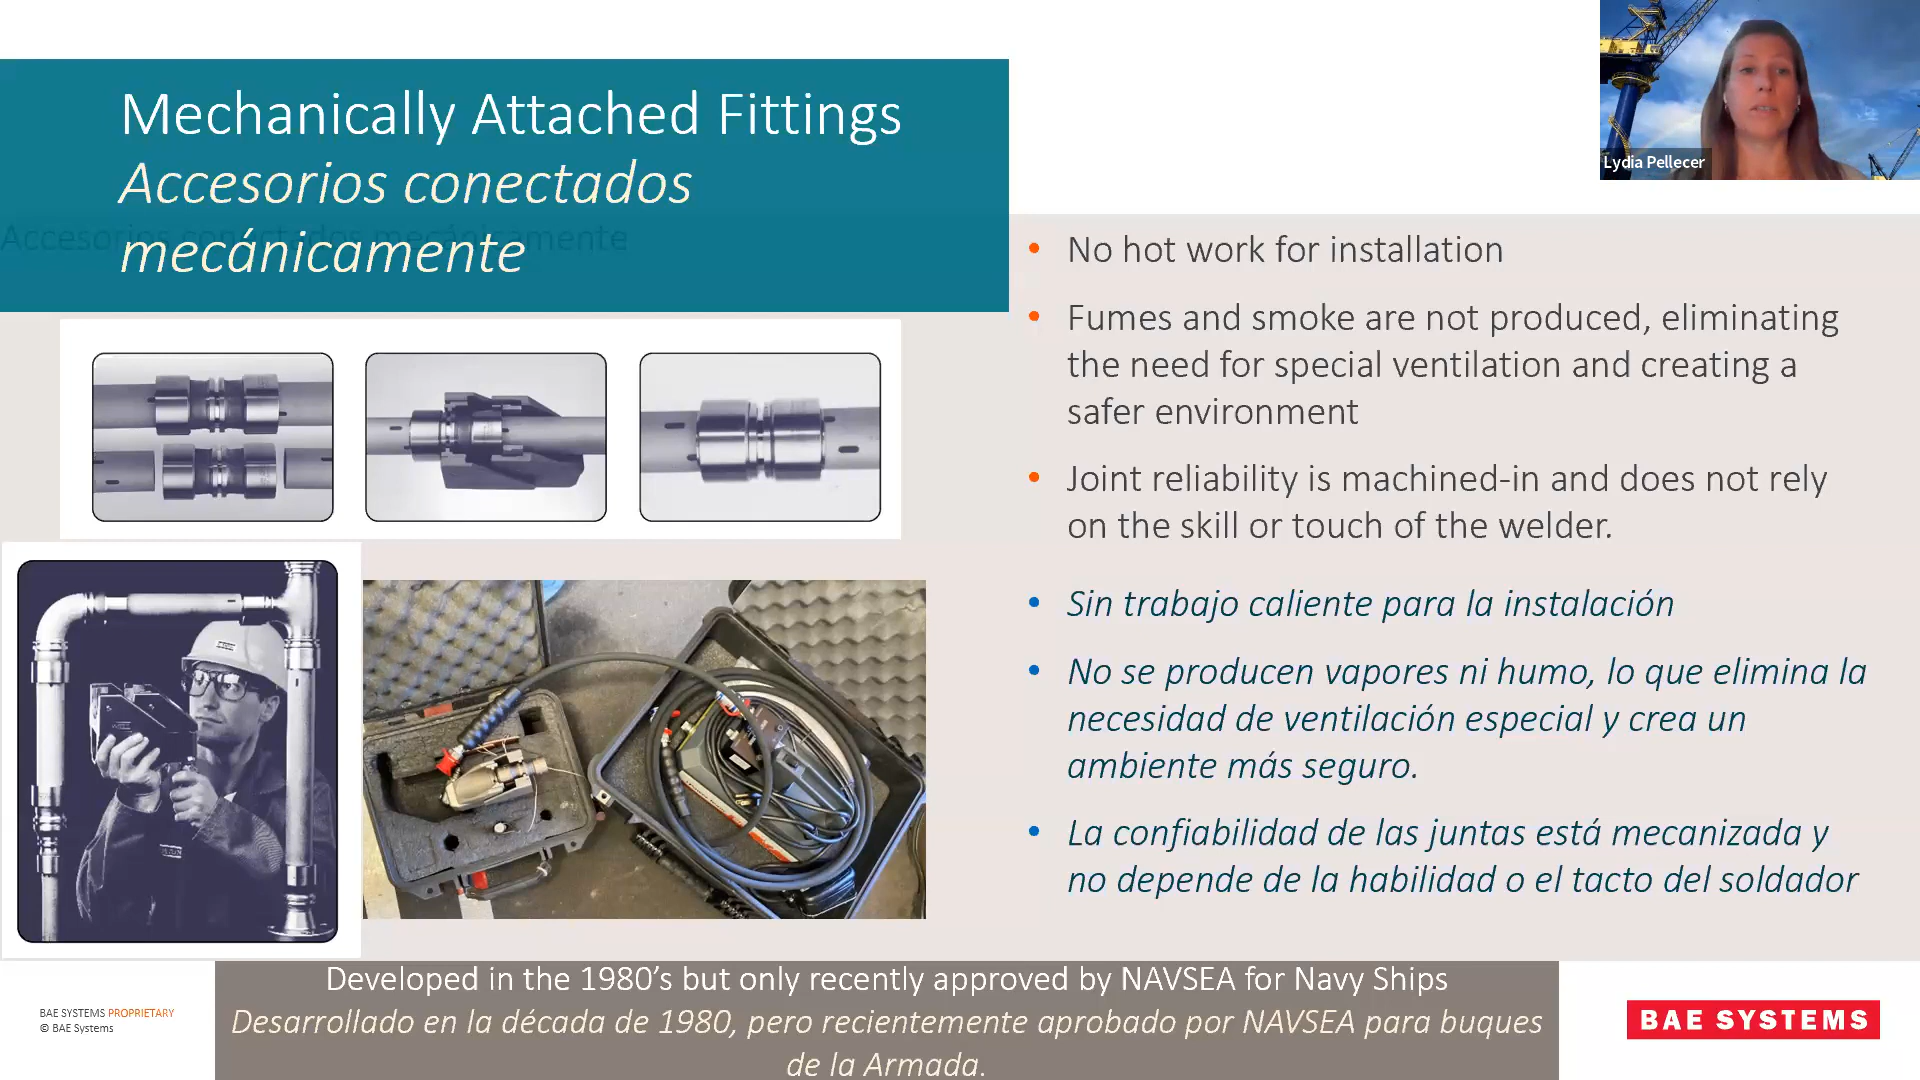 Mechanically Attached Fittings
Accesorios conectados
mecánicamente
Accesorios conectados mecánicamente
Lydia Pellecer
• No hot work for installation
• Fumes and smoke are not produced, eliminating
the need for special ventilation and creating a
safer environment
• Joint reliability is machined-in and does not rely
on the skill or touch of the welder.
• Sin trabajo caliente para la instalación
• No se producen vapores ni humo, lo que elimina la
necesidad de ventilación especial y crea un
ambiente más seguro.
• La confiabilidad de las juntas está mecanizada y
no depende de la habilidad o el tacto del soldador
Developed in the 1980’s but only recently approved by NAVSEA for Navy Ships
Desarrollado en la década de 1980, pero recientemente aprobado por NAVSEA para buques
de la Armada.
BAE SYSTEMS PROPRIETARY
© BAE Systems
BAE SYSTEMS